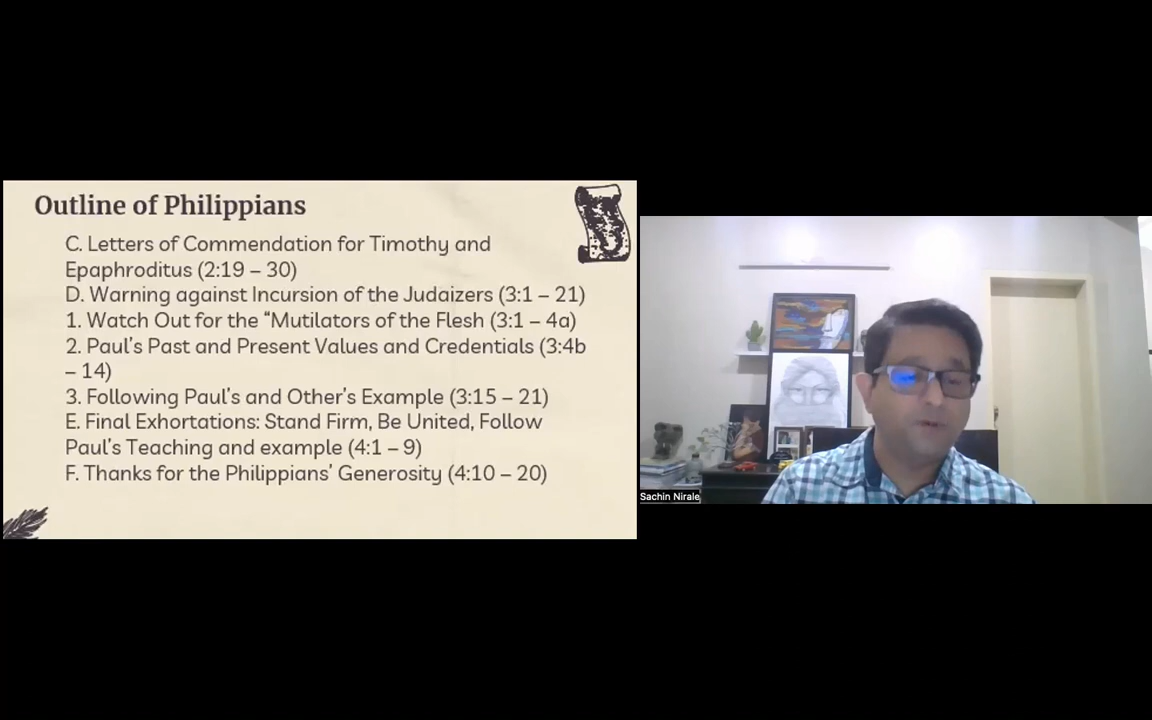 Outline of Philippians
C. Letters of Commendation for Timothy and
Epaphroditus (2:19 – 30)
D. Warning against Incursion of the Judaizers (3:1 – 21)
1. Watch Out for the “Mutilators of the Flesh (3:1 – 4a)
2. Paul’s Past and Present Values and Credentials (3:4b
– 14)
3. Following Paul’s and Other’s Example (3:15 – 21)
E. Final Exhortations: Stand Firm, Be United, Follow
Paul’s Teaching and example (4:1 – 9)
F. Thanks for the Philippians’ Generosity (4:10 – 20)
Sachin Nirale